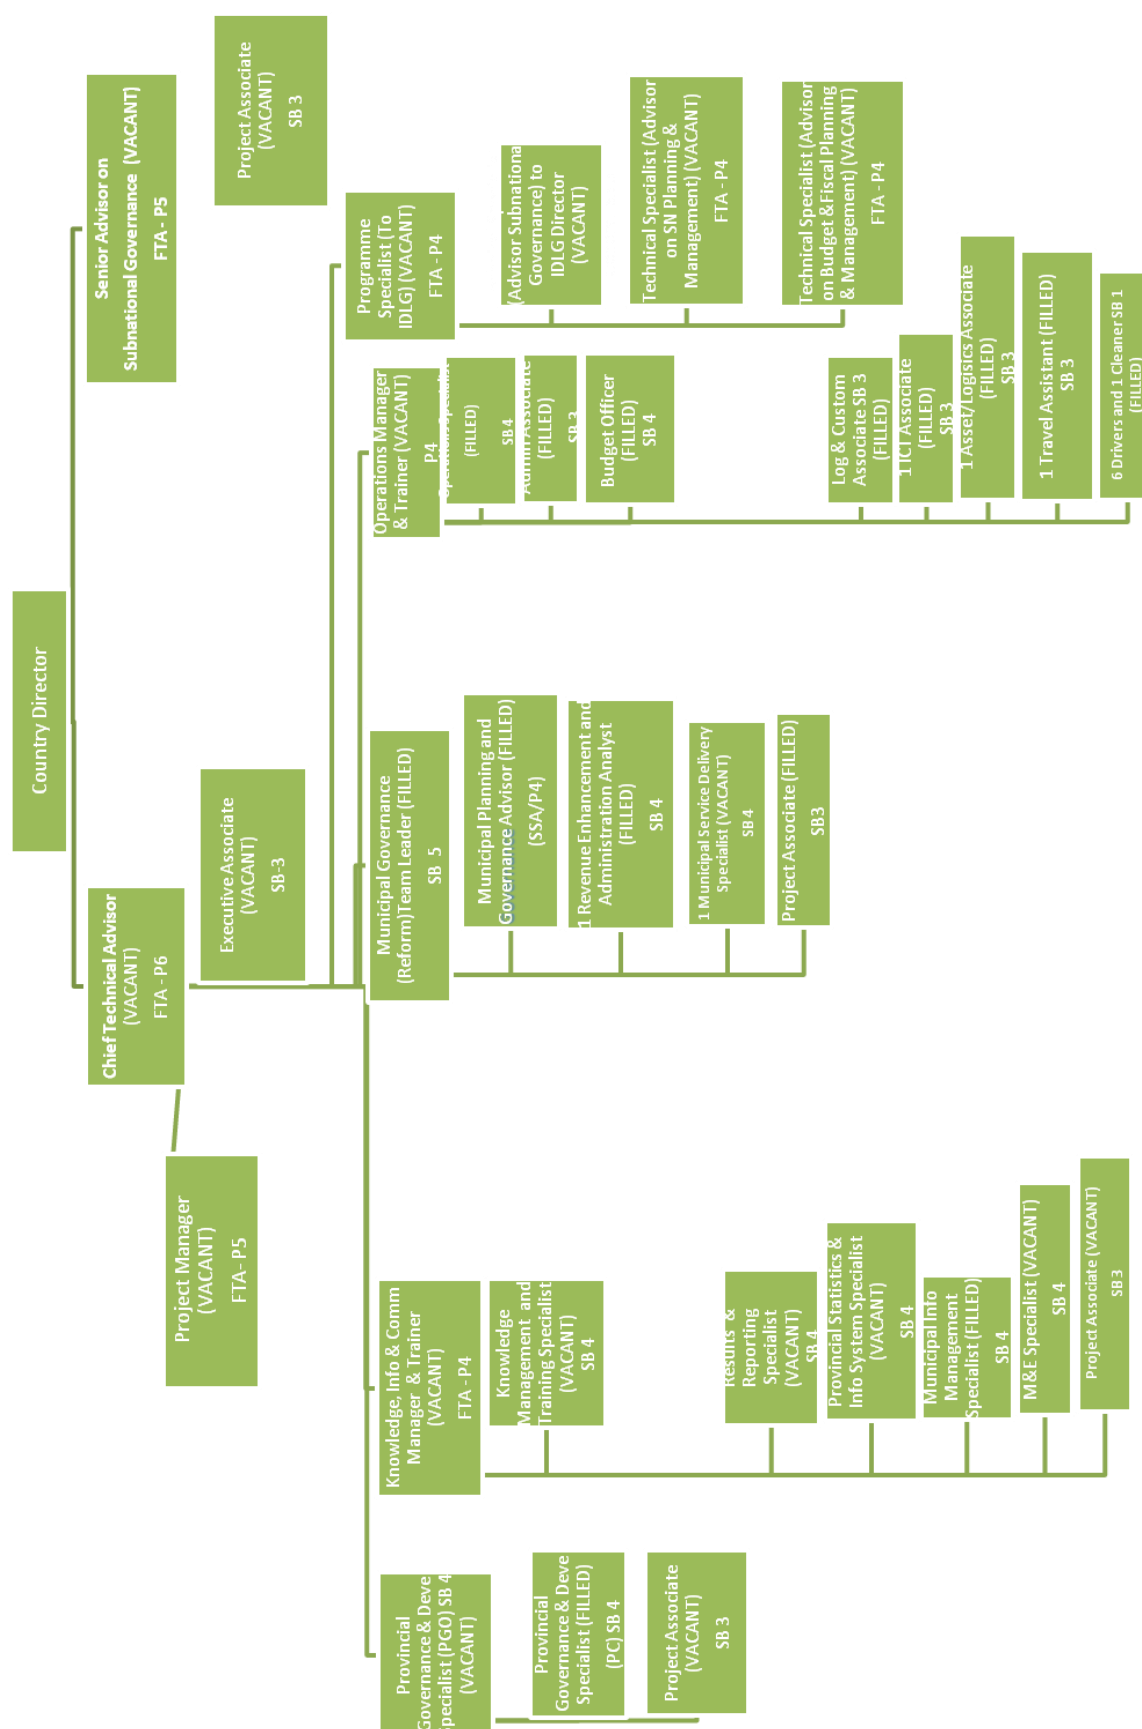 Country Director
Chief Technical Advisor
(VACANT)
FTA - P6
Senior Advisor on
Subnational Governance (VACANT)
FTA - P5
Project Manager
(VACANT)
FTA- P5
Executive Associate
(VACANT)
SB-3
Project Associate
(VACANT)
SB 3
Provincial
Governance & Deve
Specialist (PGO) SB 4
(VACANT)
Provincial
Governance & Deve
Specialist (FILLED)
(PC) SB 4
Project Associate
(VACANT)
SB 3
Knowledge, Info & Comm
Manager & Trainer
(VACANT)
FTA - P4
Knowledge
Management and
Training Specialist
(VACANT)
SB 4
Results & 
Reporting
Specialist
(VACANT)
SB 4
Provincial Statistics &
Info System Specialist
(VACANT)
SB 4
Municipal Info
Management
Specialist (FILLED)
SB 4
M&E Specialist (VACANT)
SB 4
Project Associate (VACANT)
SB 3
Municipal Governance
(Reform)Team Leader (FILLED)
SB 5
Municipal Planning and
Governance Advisor (FILLED)
(SSA/P4)
1 Revenue Enhancement and
Administration Analyst
(FILLED)
SB 4
1 Municipal Service Delivery
Specialist (VACANT)
SB 4
Project Associate (FILLED)
SB3
Operations Manager
& Trainer (VACANT)
P4
Operations Specialist
(FILLED)
SB4
Admin Associate
(FILLED)
SB 3
Budget Officer
(FILLED)
SB 4
Log & Custom
Associate SB 3
(FILLED)
1 ICT Associate
(FILLED)
SB 3
1 Asset/Logisics Associate
(FILLED)
SB 3
1 Travel Assistant (FILLED)
SB 3
6 Drivers and 1 Cleaner SB 1
(FILLED)
Programme
Specialist (To
IDLG) (VACANT)
FTA - P4
(Advisor Subnationa
Governance) to
IDLG Director
(VACANT)
Technical Specialist (Advisor
on SN Planning &
Management) (VACANT)
FTA - P4
Technical Specialist (Advisor
on Budget &Fiscal Planning
& Management) (VACANT)
FTA - P4